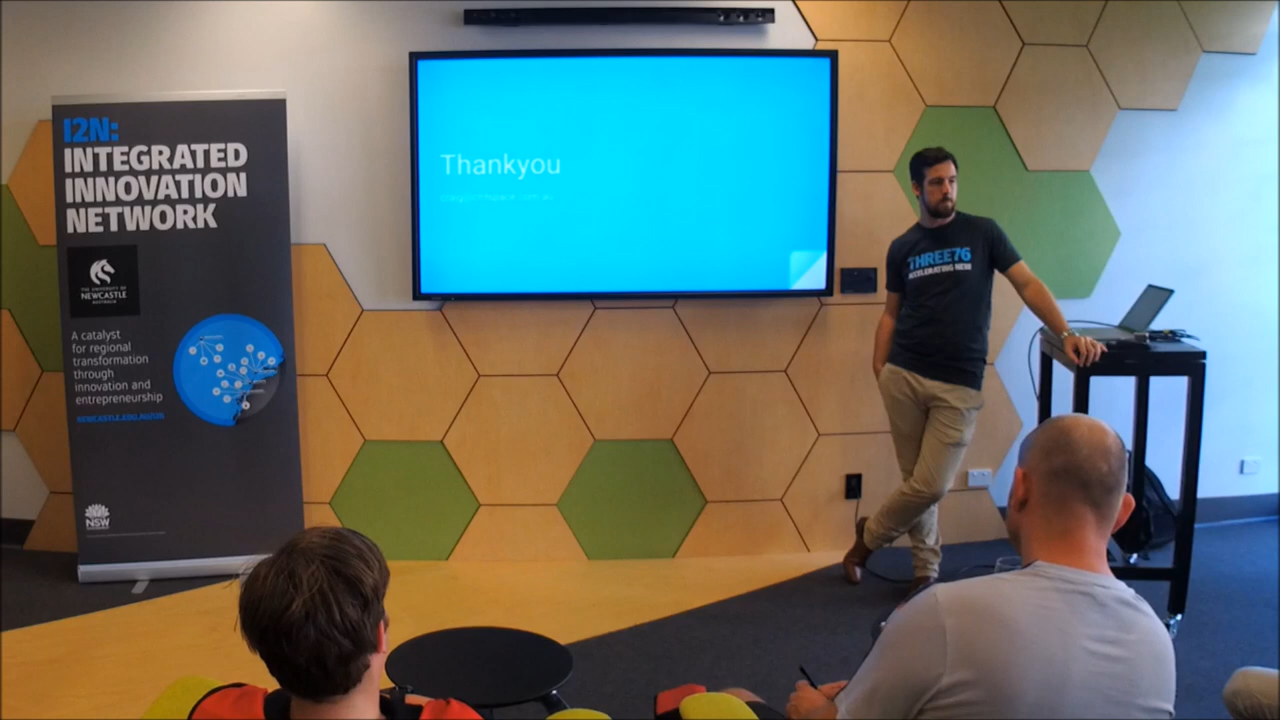 I2N:
INTEGRATED
INNOVATION
NETWORK
THE UNIVERSITY OF
NEWCASTLE
AUSTRALIA
A catalyst
for regional
transformation
through
innovation and
entrepreneurship
NEWCASTLE.EDU.AU/I2N
NSW
Thankyou
THREE76
ACCELERATING NEW